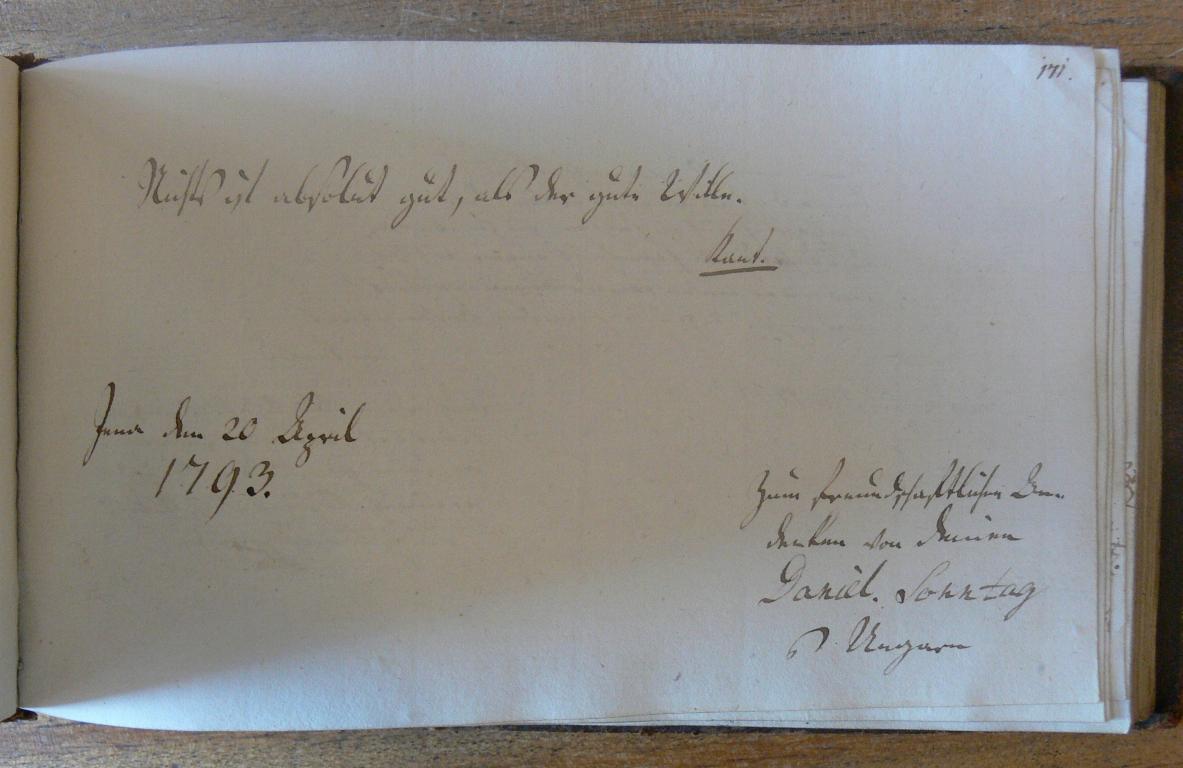 171.
Nichts ist absolut gut, als der gute Wille.
Kant.
Jena den 20 April
1793.
Zum freundschaftlichen An-
denken von deinem
Daniel. Sonntag
Ungarn